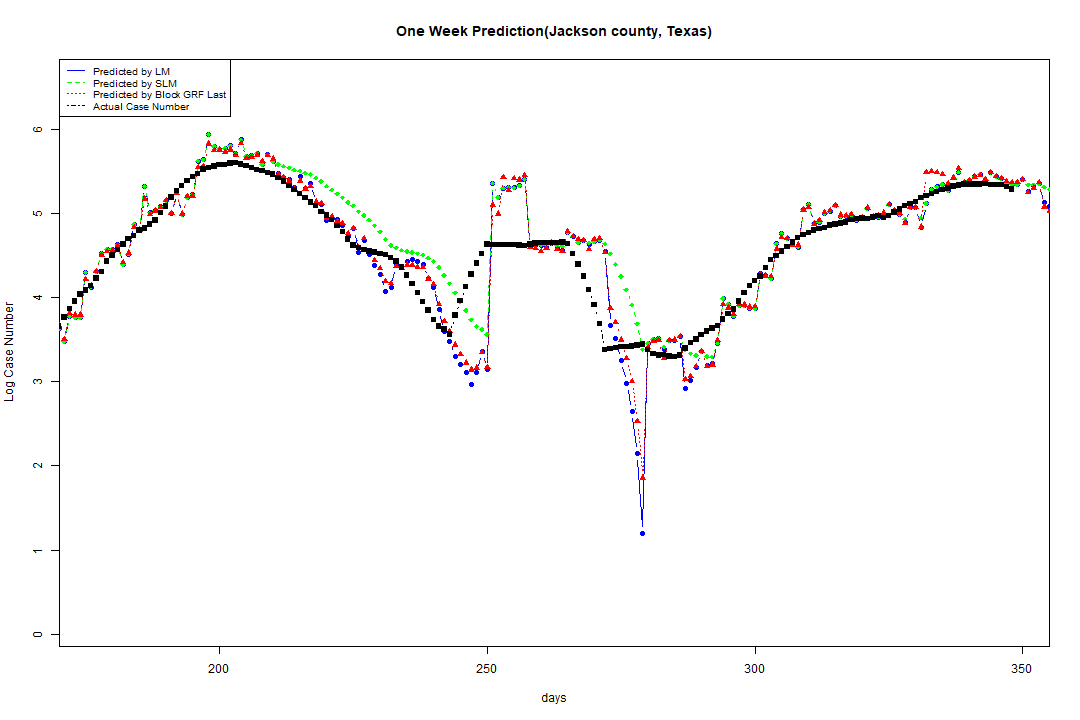 One Week Prediction(Jackson county, Texas)
Predicted by LM
Predicted by SLM
Predicted by Block GRF Last
Actual Case Number
6
5
4
3
2
1
0
Log Case Number
200
250
300
350
days